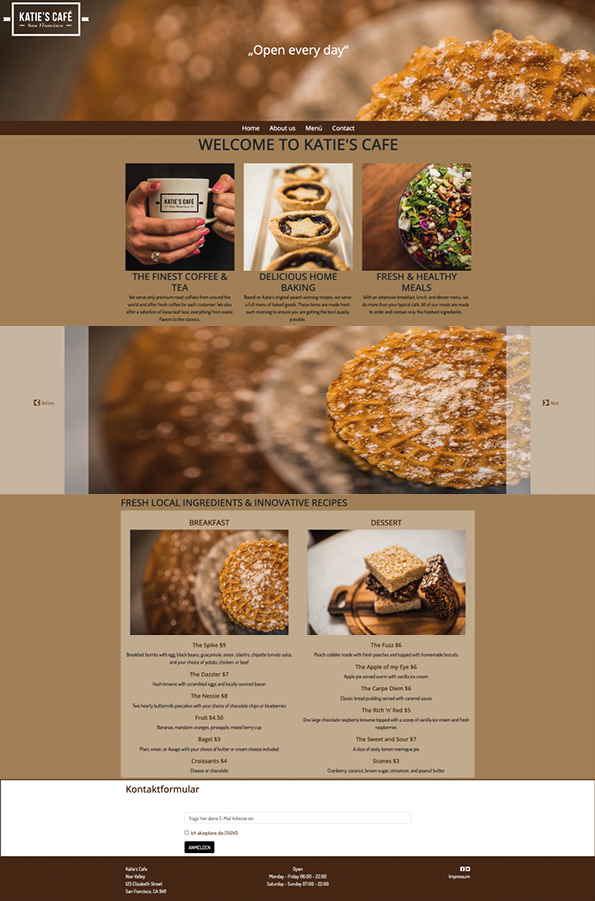 KATIE'S CAFÉ
San Francisco
„Open every day“
Home About us Menü Contact
WELCOME TO KATIE'S CAFE
KATIE'S CAFÉ
San Francisco
THE FINEST COFFEE &
TEA
We serve only premium roast coffees from around the
world and offer fresh coffee for each customer. We also
offer a selection of loose leaf teas, everything from exotic
flavors to the classics.
DELICIOUS HOME
BAKING
Based on Katie's original award-winning recipes, we serve
a full menu of baked goods. These items are made fresh
each morning to ensure you are getting the best quality
possible.
FRESH & HEALTHY
MEALS
With an extensive breakfast, lunch, and dinner menu, we
do more than your typical cafe. All of our meals are made
to order and contain only the freshest ingredients.
Before
Next
FRESH LOCAL INGREDIENTS & INNOVATIVE RECIPES
BREAKFAST
The Spike $9
Breakfast burrito with egg, black beans, guacamole, onion, cilantro, chipotle tomato salsa,
and your choice of potato, chicken, or beef
The Dazzler $7
Hash browns with scrambled eggs and locally sourced bacon
The Nessie $8
Two hearty buttermilk pancakes with your choice of chocolate chips or blueberries
Fruit $4.50
Bananas, mandarin oranges, pineapple, mixed berry cup
Bagel $3
Plain, onion, or Asiago with your choice of butter or cream cheese included
Croissants $4
Cheese or chocolate
DESSERT
The Fuzz $6
Peach cobbler made with fresh peaches and topped with homemade biscuits
The Apple of my Eye $6
Apple pie served warm with vanilla ice cream
The Carpe Diem $6
Classic bread pudding served with caramel sauce
The Rich 'n' Red $5
One large chocolate raspberry brownie topped with a scoop of vanilla ice cream and fresh
raspberries
The Sweet and Sour $7
A slice of zesty lemon meringue pie
Scones $3
Cranberry, coconut, brown sugar, cinnamon, and peanut butter
Kontaktformular
Trage hier deine E-Mail Adresse ein
Ich akzeptiere die DSGVO
ANMELDEN
Katie's Cafe
Noe Valley
123 Elizabeth Street
San Francisco, CA 9411
Open
Monday - Friday 06:00 - 22:00
Saturday - Sunday 07:00 - 22:00
Impressum